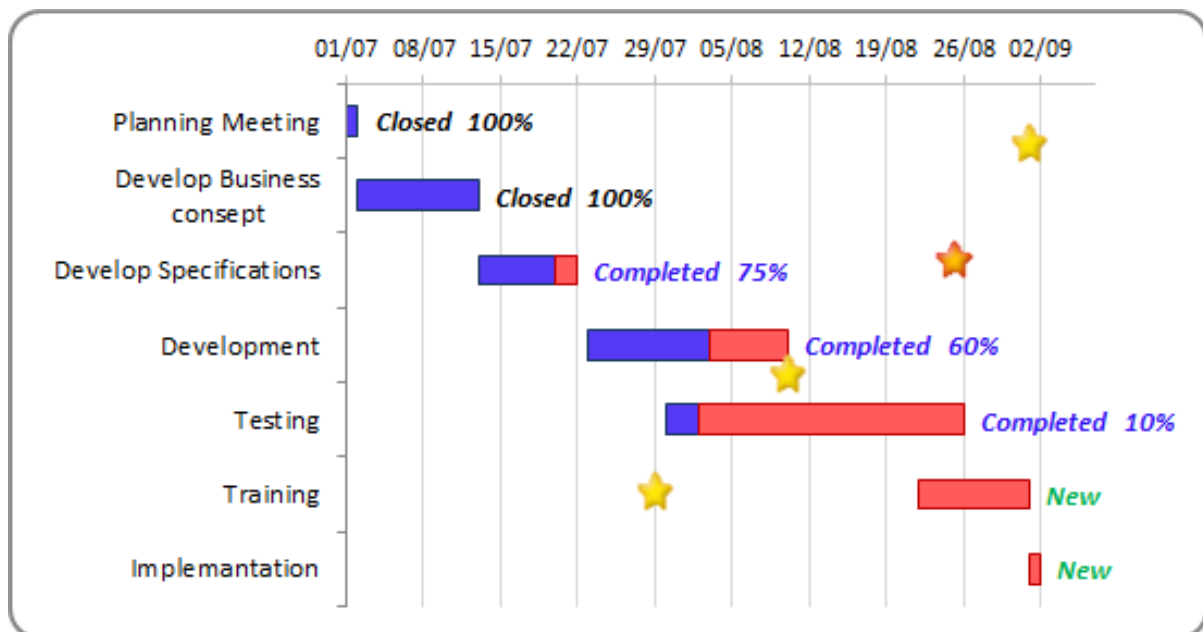 01/07 08/07 15/07 22/07 29/07 05/08 12/08 19/08 26/08 02/09
Planning Meeting Closed 100%
Develop Business
consept Closed 100%
Develop Specifications Completed 75%
Development Completed 60%
Testing Completed 10%
Training New
Implemantation New